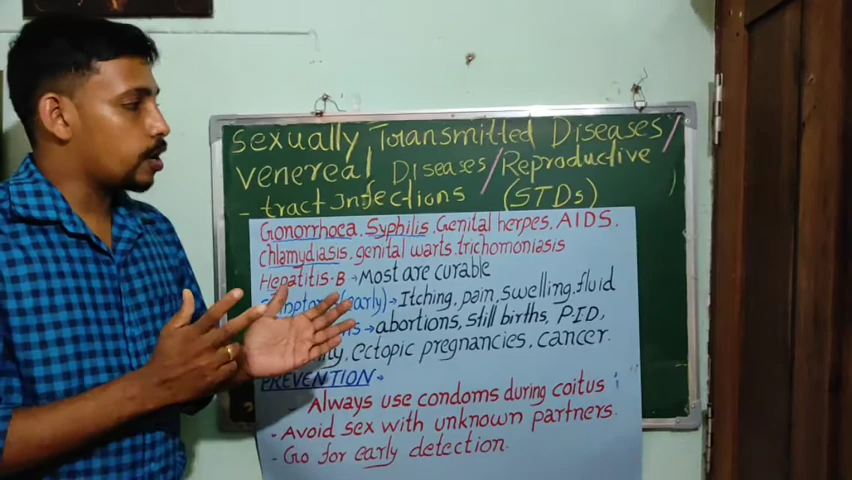 Sexually Transmitted Diseases/
Venereal Diseases/Reproductive
- tract Infections (STDs)
Gonorrhoea, Syphilis, Genital herpes, AIDS.
chlamydiasis, genital warts, trichomoniasis
Hepatitis-B → Most are curable
(early) → Itching, pain, swelling, fluid
→ abortions, still births, PID,
ectopic pregnancies, cancer.
PREVENTION →
- Always use condoms during coitus
- Avoid sex with unknown partners.
- Go for early detection.